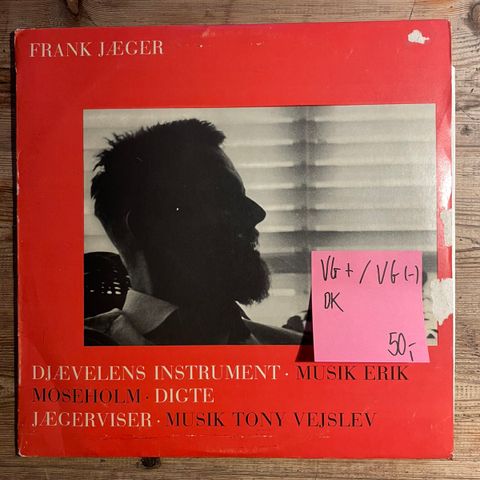 FRANK JÆGER
VG + / VG (-)
DK
50,-
DJÆVELENS INSTRUMENT · MUSIK ERIK
MOSEHOLM · DIGTE
JÆGERVISER · MUSIK TONY VEJSLEV